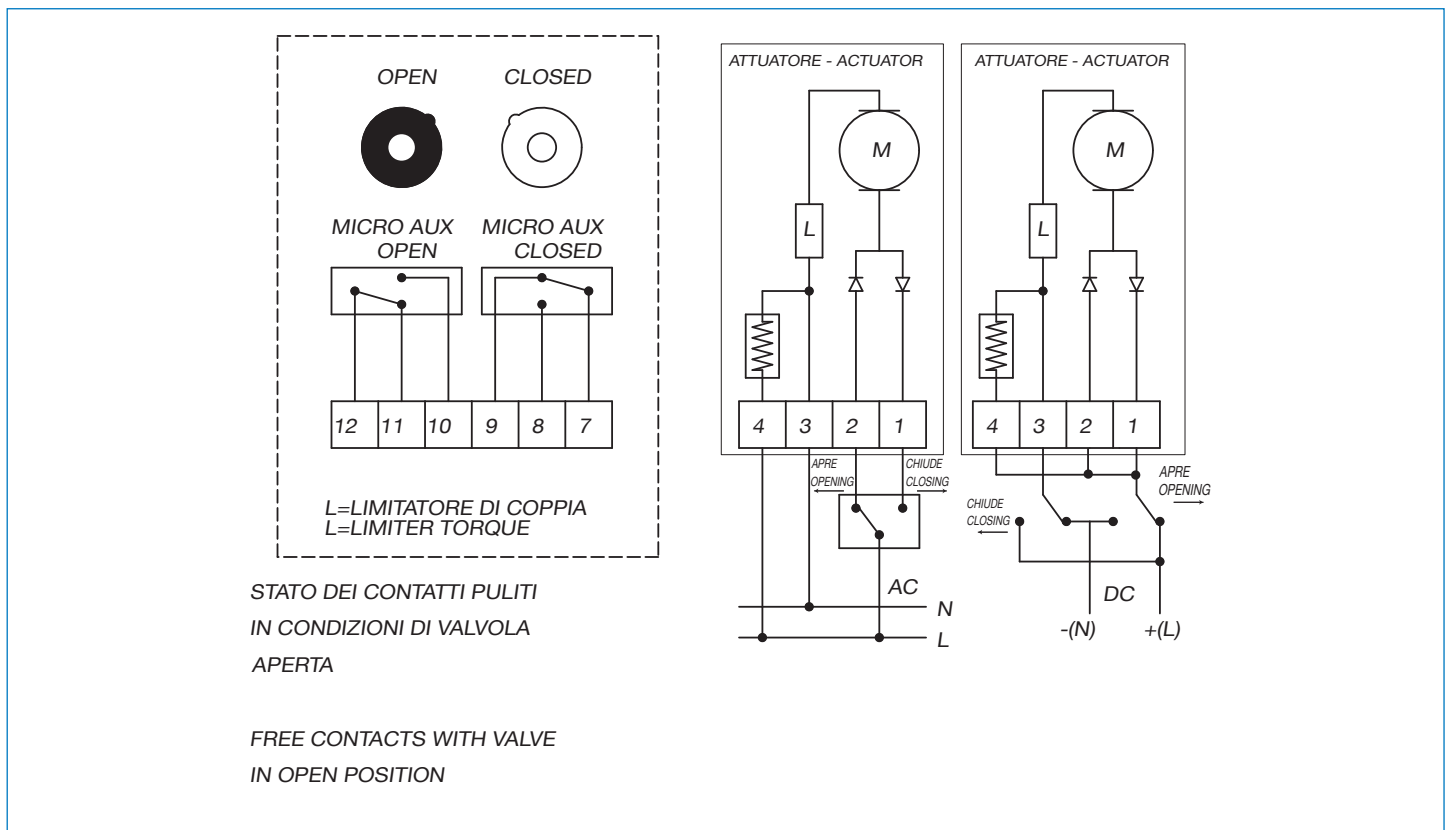 OPEN CLOSED
MICRO AUX OPEN
MICRO AUX CLOSED
12 11 10 9 8 7
L=LIMITATORE DI COPPIA
L=LIMITER TORQUE
STATO DEI CONTATTI PULITI
IN CONDIZIONI DI VALVOLA
APERTA
FREE CONTACTS WITH VALVE
IN OPEN POSITION
ATTUATORE - ACTUATOR
M
L
4 3 2 1
APRE
OPENING
CHIUDE
CLOSING
AC
N
L
ATTUATORE - ACTUATOR
M
L
4 3 2 1
APRE
OPENING
CHIUDE
CLOSING
DC
-(N) +(L)